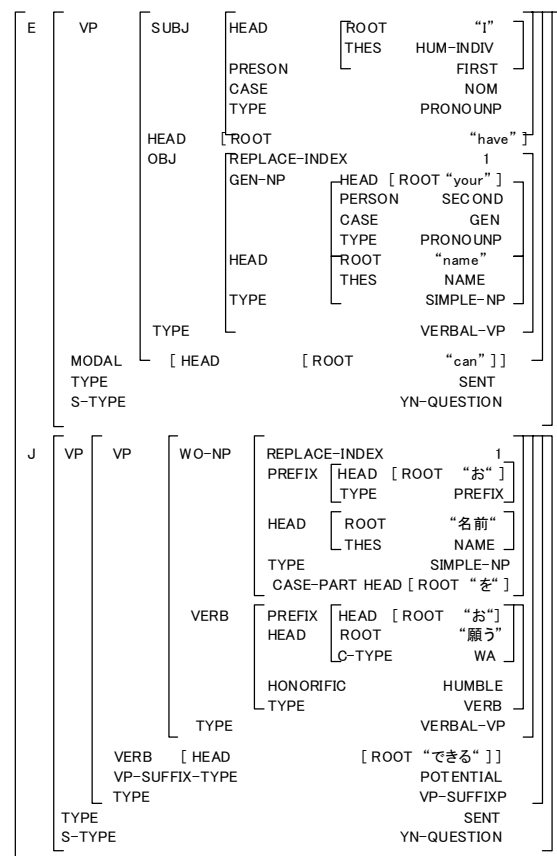 E VP SUBJ HEAD ROOT “I”
THES HUM-INDIV
PRESON FIRST
CASE NOM
TYPE PRONOUNP
HEAD [ROOT “have” ]
OBJ REPLACE-INDEX 1
GEN-NP HEAD [ ROOT “your” ]
PERSON SECOND
CASE GEN
TYPE PRONOUNP
HEAD ROOT “name”
THES NAME
TYPE SIMPLE-NP
TYPE VERBAL-VP
MODAL [ HEAD [ ROOT “can” ]]
TYPE SENT
S-TYPE YN-QUESTION
J VP VP WO-NP REPLACE-INDEX 1
PREFIX HEAD [ ROOT “お“ ]
TYPE PREFIX
HEAD ROOT “名前“
THES NAME
TYPE SIMPLE-NP
CASE-PART HEAD [ ROOT “を“ ]
VERB PREFIX HEAD [ ROOT “お“]
HEAD ROOT “願う”
C-TYPE WA
HONORIFIC HUMBLE
TYPE VERB
TYPE VERBAL-VP
VERB [ HEAD [ ROOT “できる“ ]]
VP-SUFFIX-TYPE POTENTIAL
TYPE VP-SUFFIXP
TYPE SENT
S-TYPE YN-QUESTION